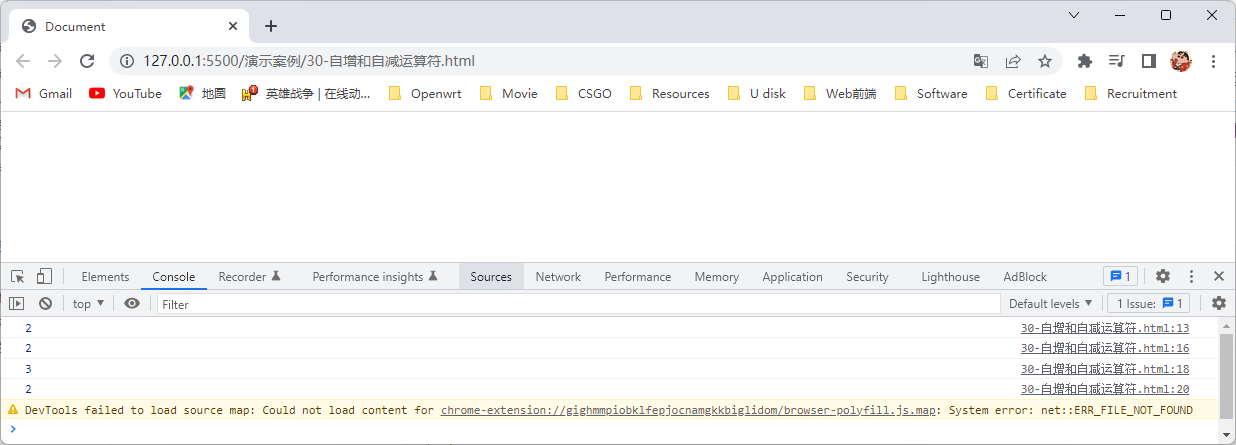 Document
127.0.0.1:5500/演示案例/30-自增和自减运算符.html
Gmail YouTube 地图 英雄战争 | 在线动... Openwrt Movie CSGO Resources U disk Web前端 Software Certificate Recruitment
Elements Console Recorder Performance insights Sources Network Performance Memory Application Security Lighthouse AdBlock 1
top Filter Default levels 1 Issue: 1
2 30-自增和自减运算符.html:13
2 30-自增和自减运算符.html:16
3 30-自增和自减运算符.html:18
2 30-自增和自减运算符.html:20
DevTools failed to load source map: Could not load content for chrome-extension://gighmmpiobklfepjocnamgkkbiglidom/browser-polyfill.js.map: System error: net::ERR_FILE_NOT_FOUND